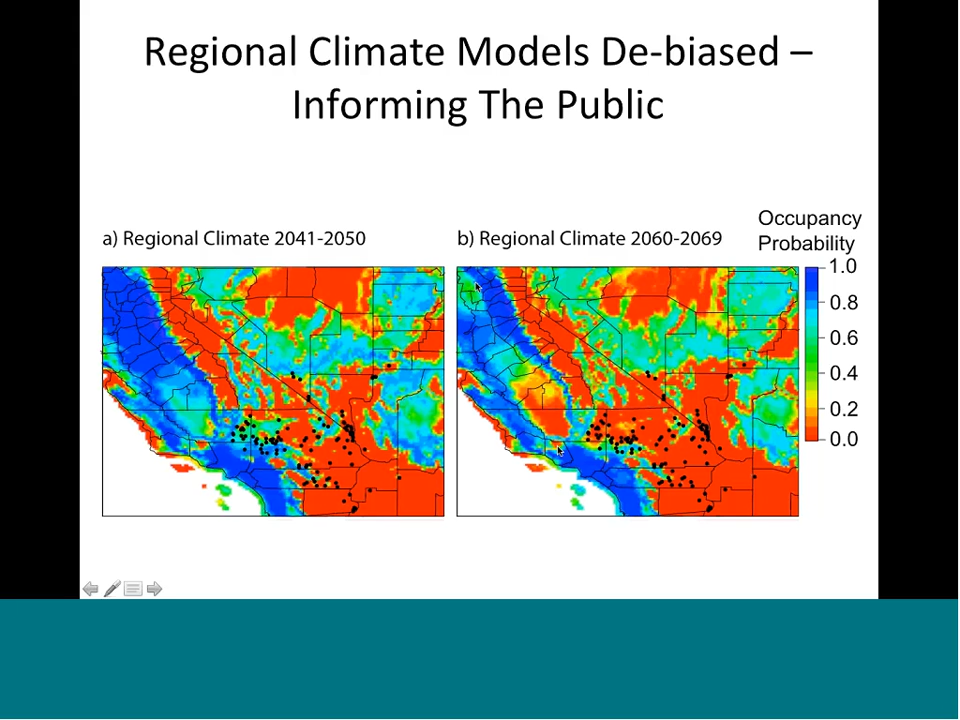 Regional Climate Models De-biased –
Informing The Public
a) Regional Climate 2041-2050
b) Regional Climate 2060-2069
Occupancy
Probability
1.0
0.8
0.6
0.4
0.2
0.0